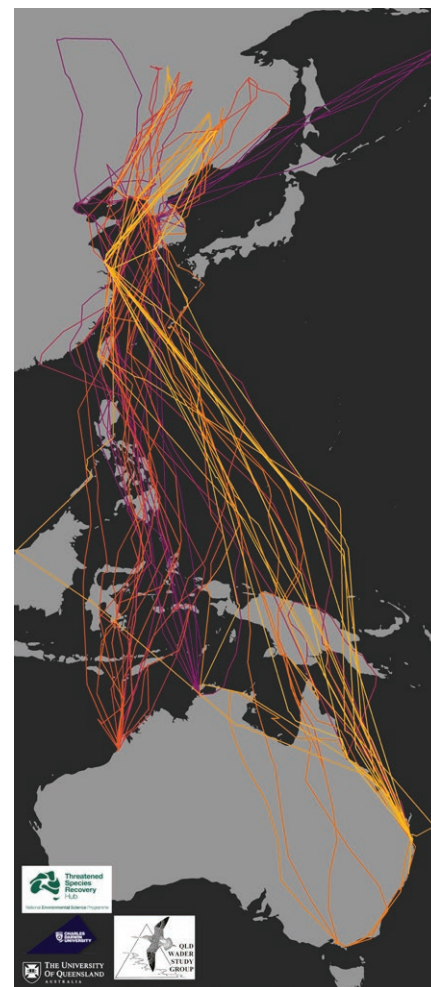 Threatened
Species
Recovery
Hub
National Environmental Science Programme
CHARLES
DARWIN
UNIVERSITY
THE UNIVERSITY
OF QUEENSLAND
AUSTRALIA
QLD
WADER
STUDY
GROUP